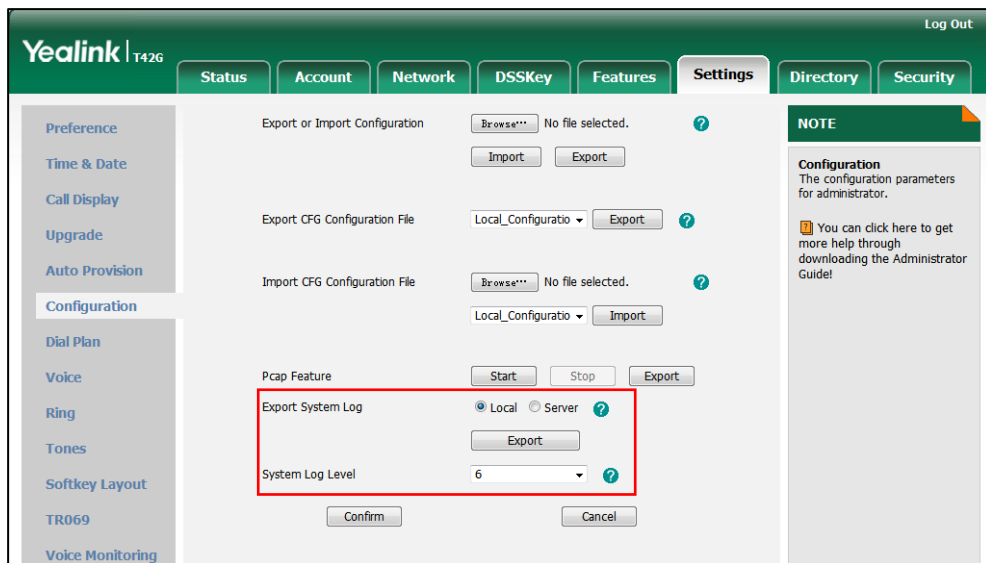 Log Out
Yealink | T42G
Status Account Network DSSKey Features Settings Directory Security
Preference
Time & Date
Call Display
Upgrade
Auto Provision
Configuration
Dial Plan
Voice
Ring
Tones
Softkey Layout
TR069
Voice Monitoring
Export or Import Configuration Browse... No file selected. ?
Import Export
Export CFG Configuration File Local_Configuratio Export ?
Import CFG Configuration File Browse... No file selected. ?
Local_Configuratio Import
Pcap Feature Start Stop Export
Export System Log Local Server ?
Export
System Log Level 6 ?
Confirm Cancel
NOTE
Configuration
The configuration parameters
for administrator.
? You can click here to get
more help through
downloading the Administrator
Guide!